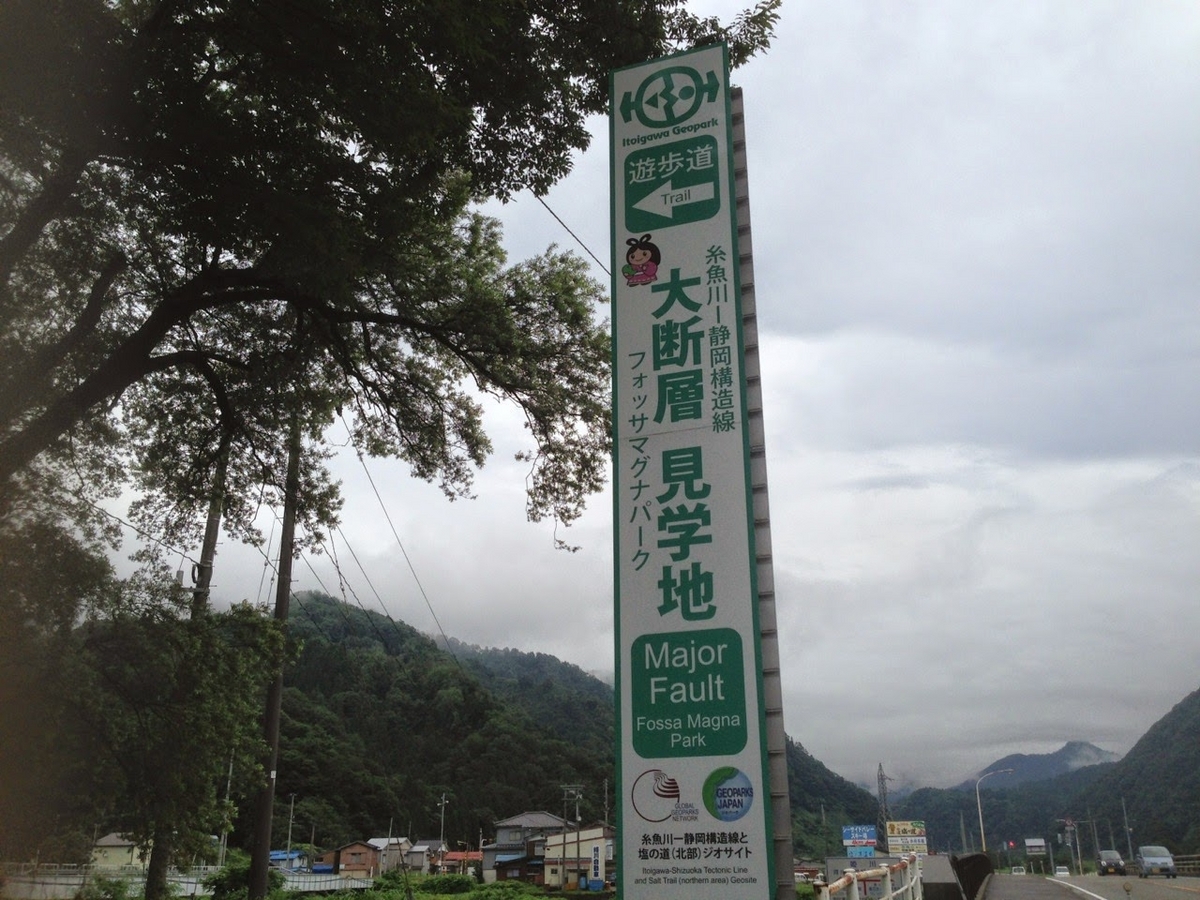 Itoigawa Geopark
遊歩道
Trail
糸魚川ー静岡構造線
大断層 見学地
フォッサマグナパーク
Major
Fault
Fossa Magna
Park
GLOBAL
GEOPARKS
NETWORK
GEOPARKS
JAPAN
糸魚川ー静岡構造線と
塩の道（北部）ジオサイト
Itoigawa-Shizuoka Tectonic Line
and Salt Trail (northern area) Geosite